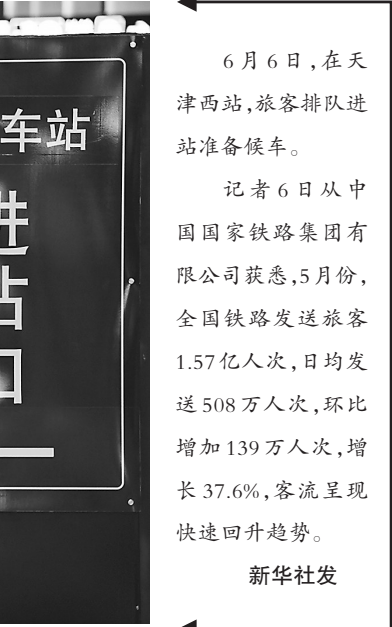 车站
进
站
口
6月6日,在天
津西站,旅客排队进
站准备候车。
记者6日从中
国国家铁路集团有
限公司获悉,5月份,
全国铁路发送旅客
1.57亿人次,日均发
送508万人次,环比
增加139万人次,增
长37.6%,客流呈现
快速回升趋势。
新华社发